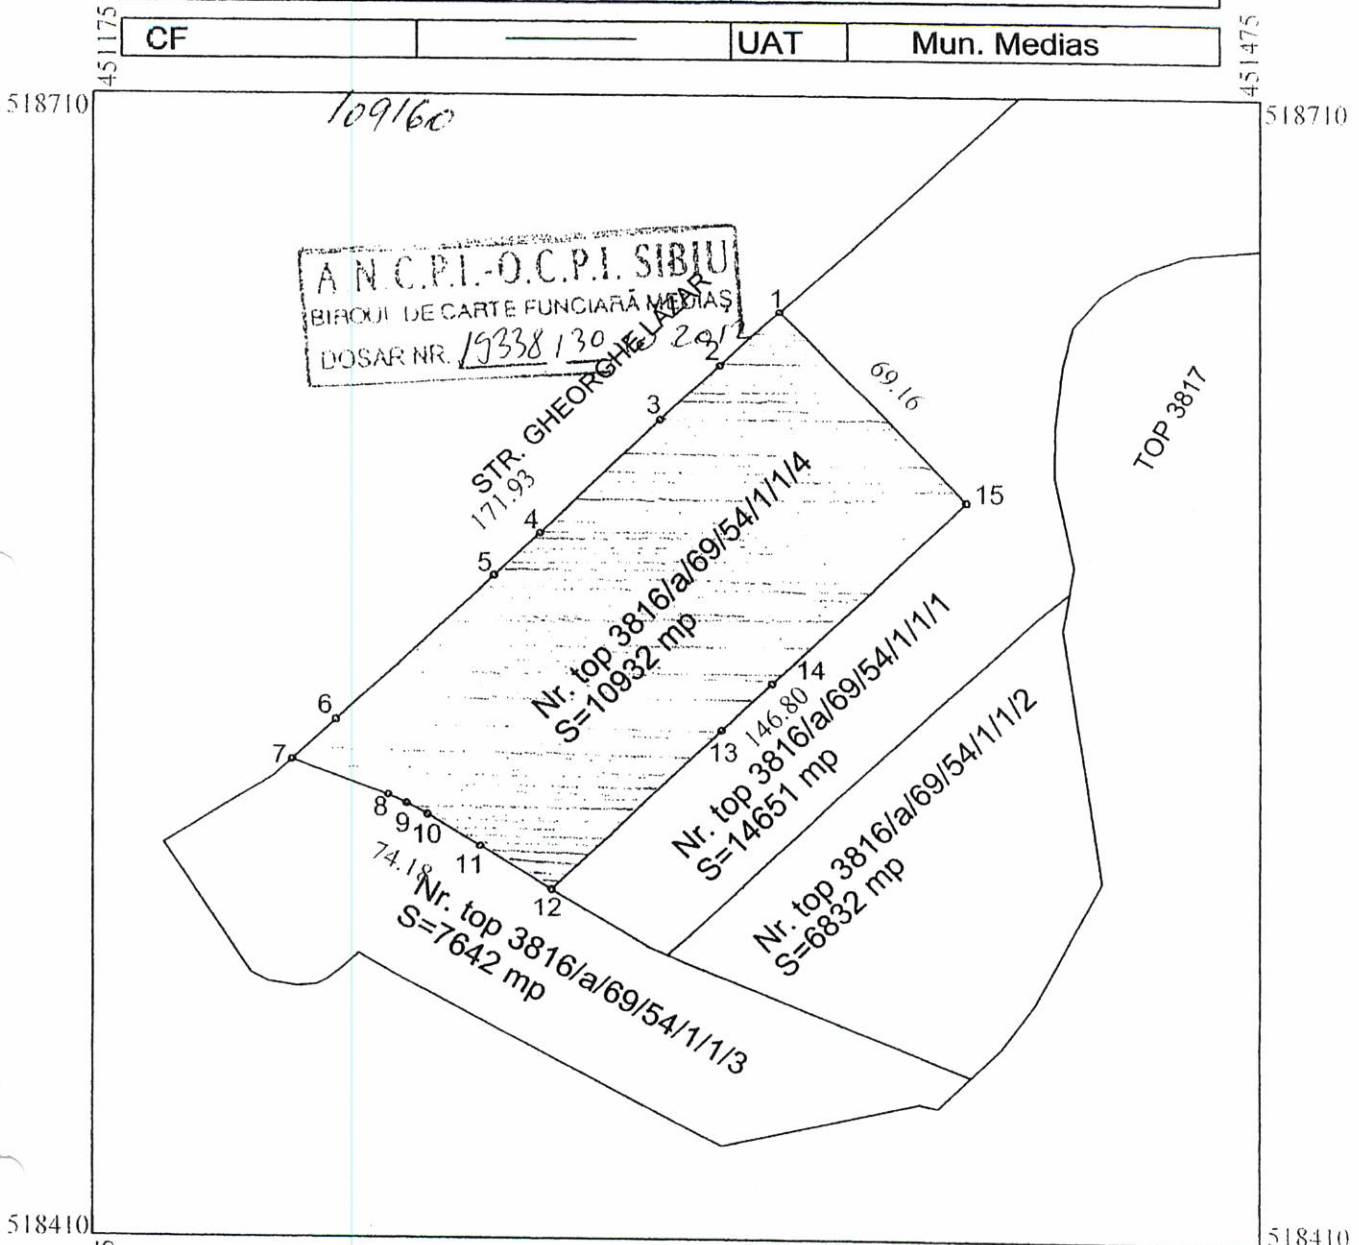 451175
CF
UAT
Mun. Medias
451475
518710
518710
109160
A.N.C.P.I.-O.C.P.I. SIBIU
BIROUL DE CARTE FUNCIARĂ MEDIAŞ
DOSAR NR. 19338 / 30
STR. GHEORGHE LAZAR
171.93
1
2
3
4
5
6
7
8
9
10
11
12
13
14
15
69.16
TOP 3817
Nr. top 3816/a/69/54/1/1/4
S=10932 mp
146.80
Nr. top 3816/a/69/54/1/1/1
S=14651 mp
Nr. top 3816/a/69/54/1/1/2
S=6832 mp
74.18
Nr. top 3816/a/69/54/1/1/3
S=7642 mp
518410
518410